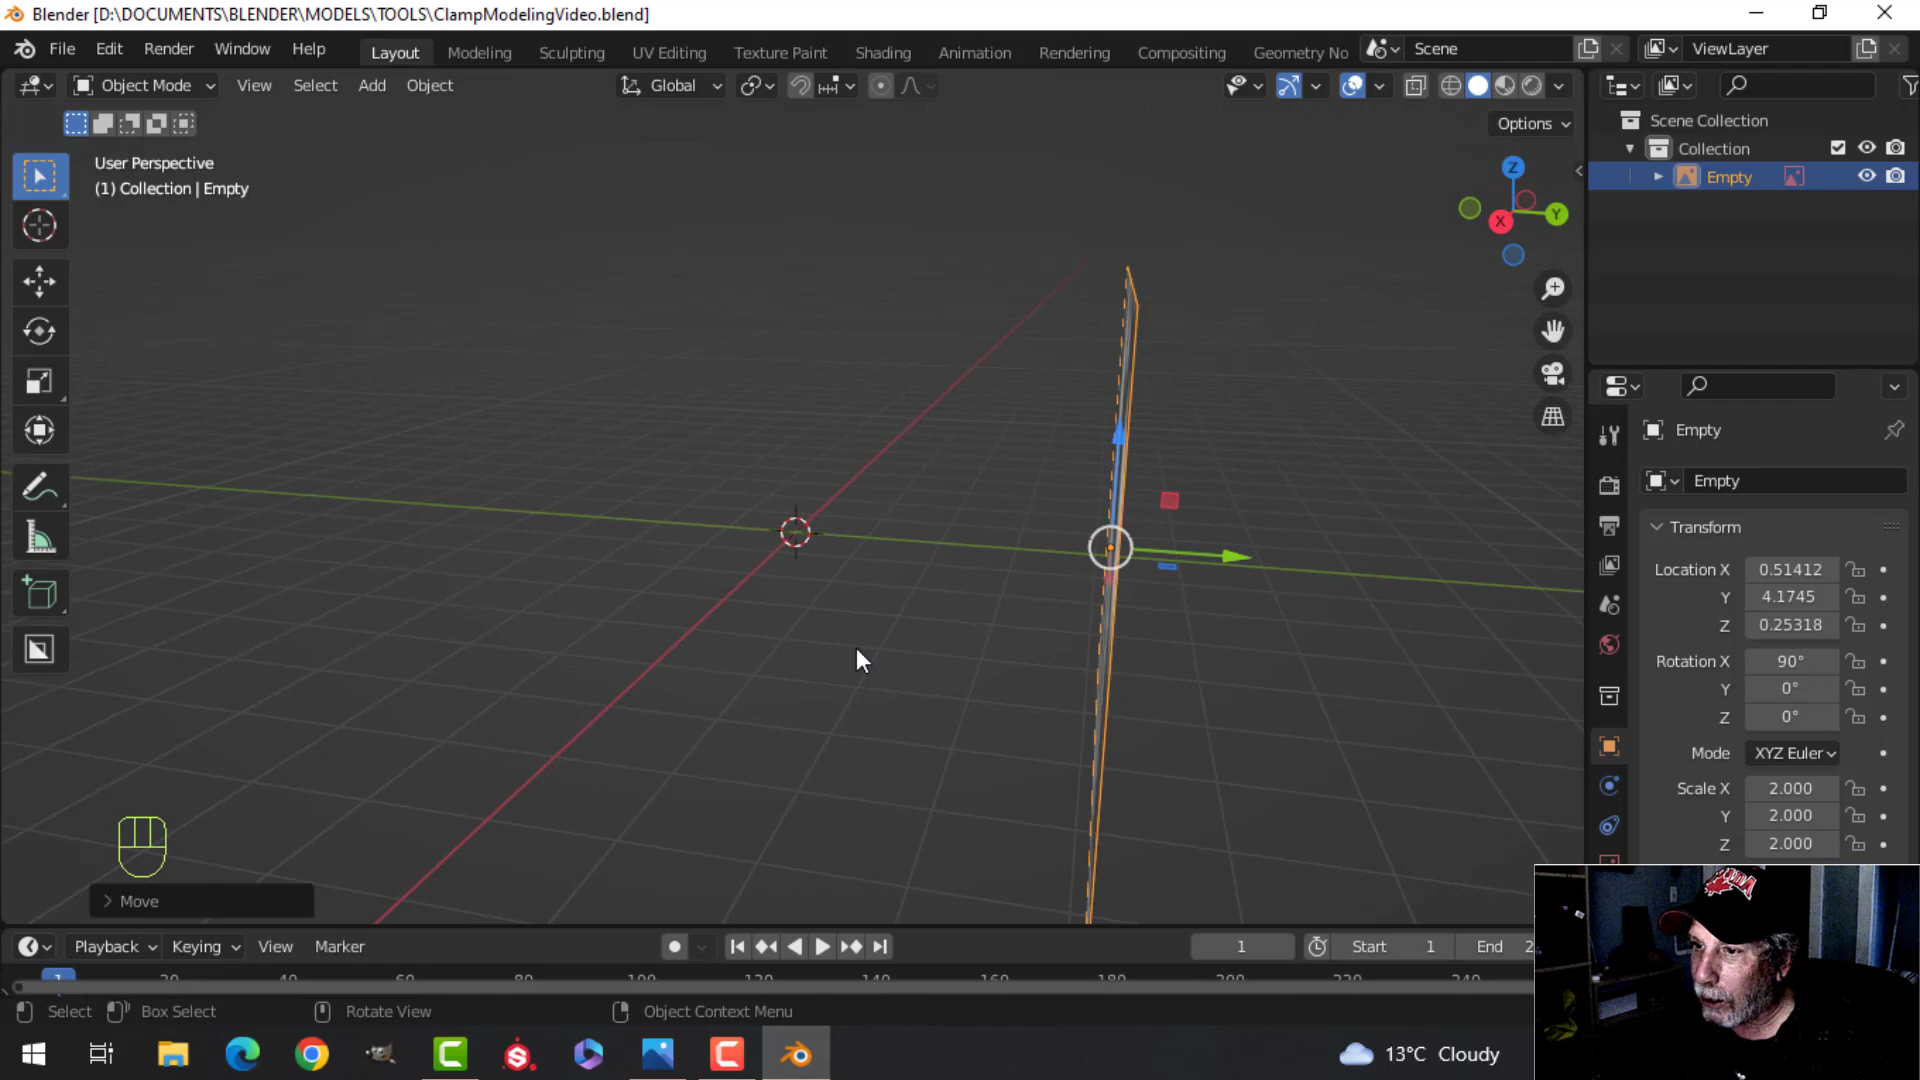 Blender [D:\DOCUMENTS\BLENDER\MODELS\TOOLS\ClampModelingVideo.blend]
File Edit Render Window Help Layout Modeling Sculpting UV Editing Texture Paint Shading Animation Rendering Compositing Geometry No Scene ViewLayer
Object Mode View Select Add Object Global
Options
User Perspective
(1) Collection | Empty
Z
Y
X
Scene Collection
Collection
Empty
Empty
Empty
Transform
Location X 0.51412
Y 4.1745
Z 0.25318
Rotation X 90°
Y 0°
Z 0°
Mode XYZ Euler
Scale X 2.000
Y 2.000
Z 2.000
Move
Playback Keying View Marker 1 Start 1 End 2
1 20 40 60 80 100 120 140 160 180 200 220 240
Select Box Select Rotate View Object Context Menu
13°C Cloudy